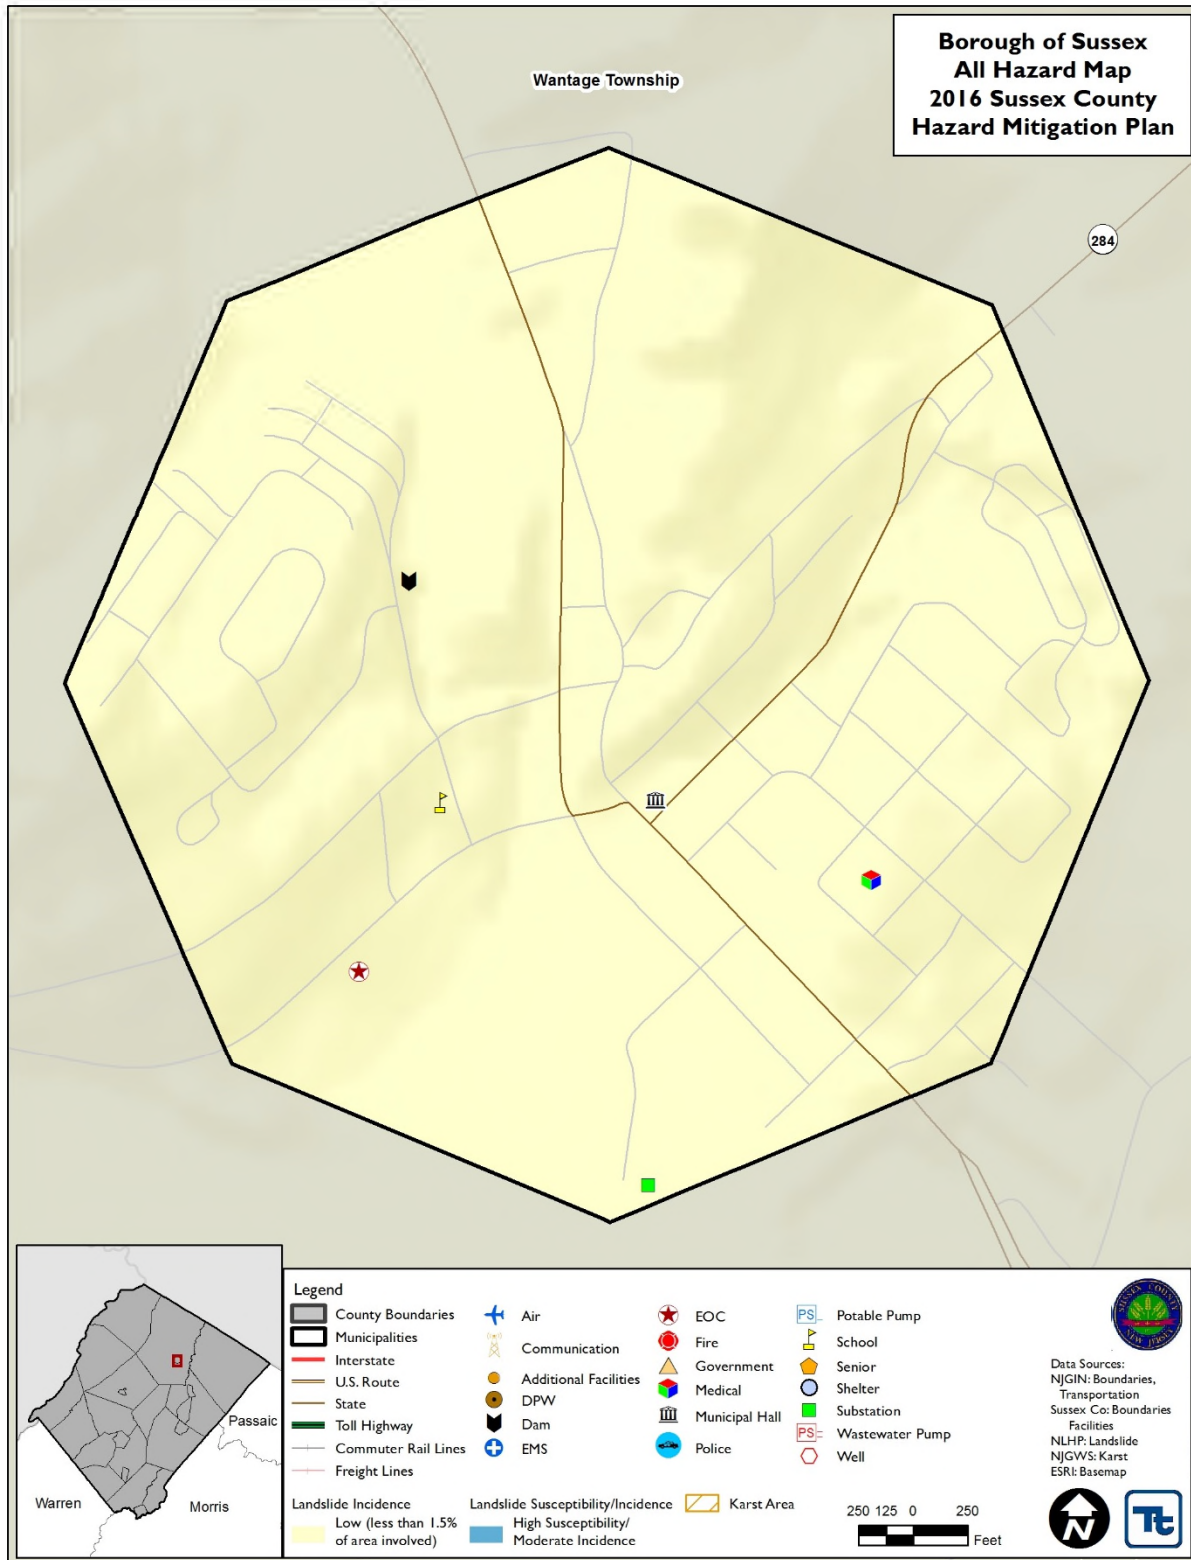 Borough of Sussex
All Hazard Map
2016 Sussex County
Hazard Mitigation Plan
Wantage Township
284
Passaic
Warren
Morris
Legend
County Boundaries
Municipalities
Interstate
U.S. Route
State
Toll Highway
Commuter Rail Lines
Freight Lines
Air
Communication
Additional Facilities
DPW
Dam
EMS
EOC
Fire
Government
Medical
Municipal Hall
Police
PS
Potable Pump
School
Senior
Shelter
Substation
PS
Wastewater Pump
Well
Landslide Incidence
Low (less than 1.5%
of area involved)
Landslide Susceptibility/Incidence
High Susceptibility/
Moderate Incidence
Karst Area
250 125 0 250
Feet
SUSSEX COUNTY
NEW JERSEY
Data Sources:
NJGIN: Boundaries,
Transportation
Sussex Co: Boundaries
Facilities
NLHP: Landslide
NJGWS: Karst
ESRI: Basemap
N
Tt